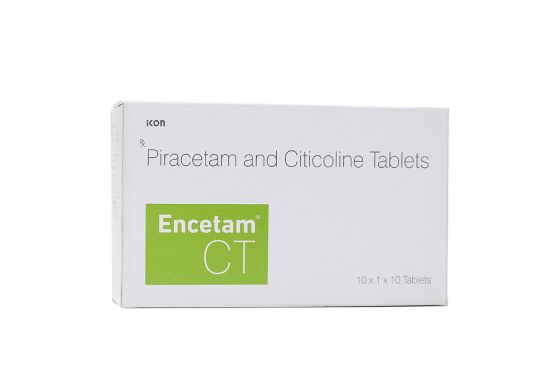 ikon
℞
Piracetam and Citicoline Tablets
Encetam®
CT
10 x 1 x 10 Tablets